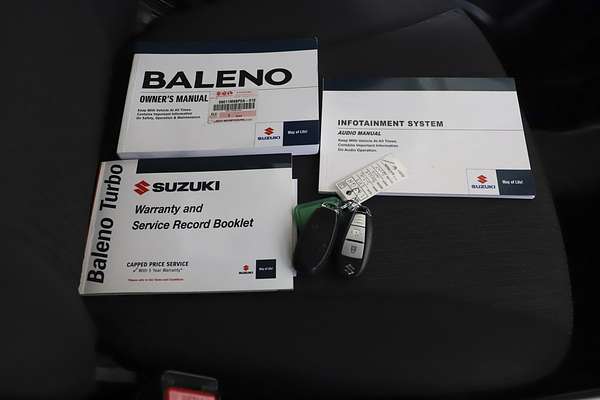 BALENO
OWNER'S MANUAL
Keep With Vehicle At All Times.
Contains Important Information
On Safety, Operation & Maintenance
SUZUKI
Way of Life!
INFOTAINMENT SYSTEM
AUDIO MANUAL
Keep With Vehicle At All Times.
Contains Important Information
On Audio Operation.
SUZUKI
Way of Life!
Baleno Turbo
SUZUKI
Warranty and
Service Record Booklet
CAPPED PRICE SERVICE
With 5 Year Warranty*
SUZUKI
Way of Life!